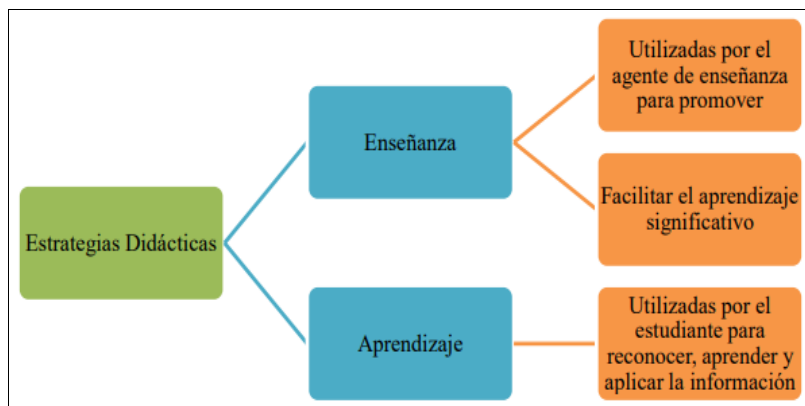 Estrategias Didácticas
Enseñanza
Aprendizaje
Utilizadas por el
agente de enseñanza
para promover
Facilitar el aprendizaje
significativo
Utilizadas por el
estudiante para
reconocer, aprender y
aplicar la información